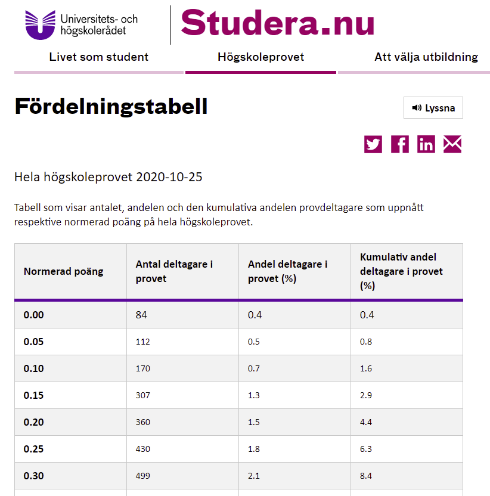 Universitets- och
högskolerådet
Studera.nu
Livet som student Högskoleprovet Att välja utbildning
Fördelningstabell
Lyssna
Hela högskoleprovet 2020-10-25
Tabell som visar antalet, andelen och den kumulativa andelen provdeltagare som uppnått
respektive normerad poäng på hela högskoleprovet.
Normerad poäng Antal deltagare i provet Andel deltagare i provet (%) Kumulativ andel deltagare i provet (%)
0.00 84 0.4 0.4
0.05 112 0.5 0.8
0.10 170 0.7 1.6
0.15 307 1.3 2.9
0.20 360 1.5 4.4
0.25 430 1.8 6.3
0.30 499 2.1 8.4